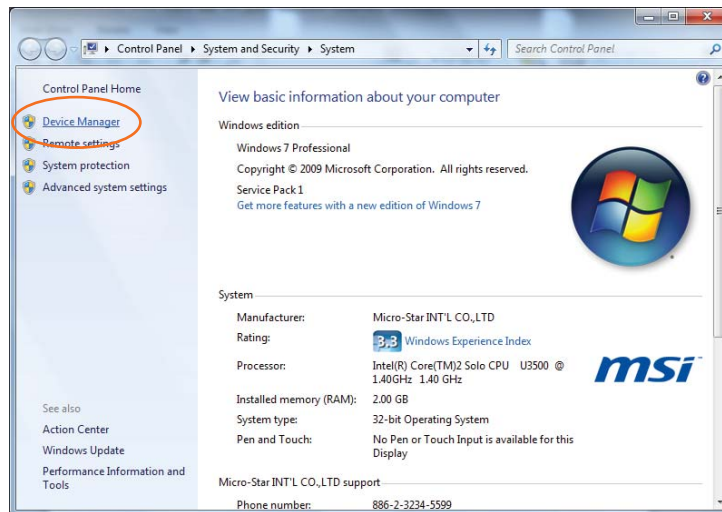 Control Panel ▸ System and Security ▸ System
Search Control Panel
Control Panel Home
Device Manager
Remote settings
System protection
Advanced system settings
See also
Action Center
Windows Update
Performance Information and
Tools
View basic information about your computer
Windows edition
Windows 7 Professional
Copyright © 2009 Microsoft Corporation. All rights reserved.
Service Pack 1
Get more features with a new edition of Windows 7
System
Manufacturer: Micro-Star INT'L CO.,LTD
Rating: 3.3 Windows Experience Index
Processor: Intel(R) Core(TM)2 Solo CPU U3500 @
1.40GHz 1.40 GHz
Installed memory (RAM): 2.00 GB
System type: 32-bit Operating System
Pen and Touch: No Pen or Touch Input is available for this
Display
msi
Micro-Star INT'L CO.,LTD support
Phone number: 886-2-3234-5599